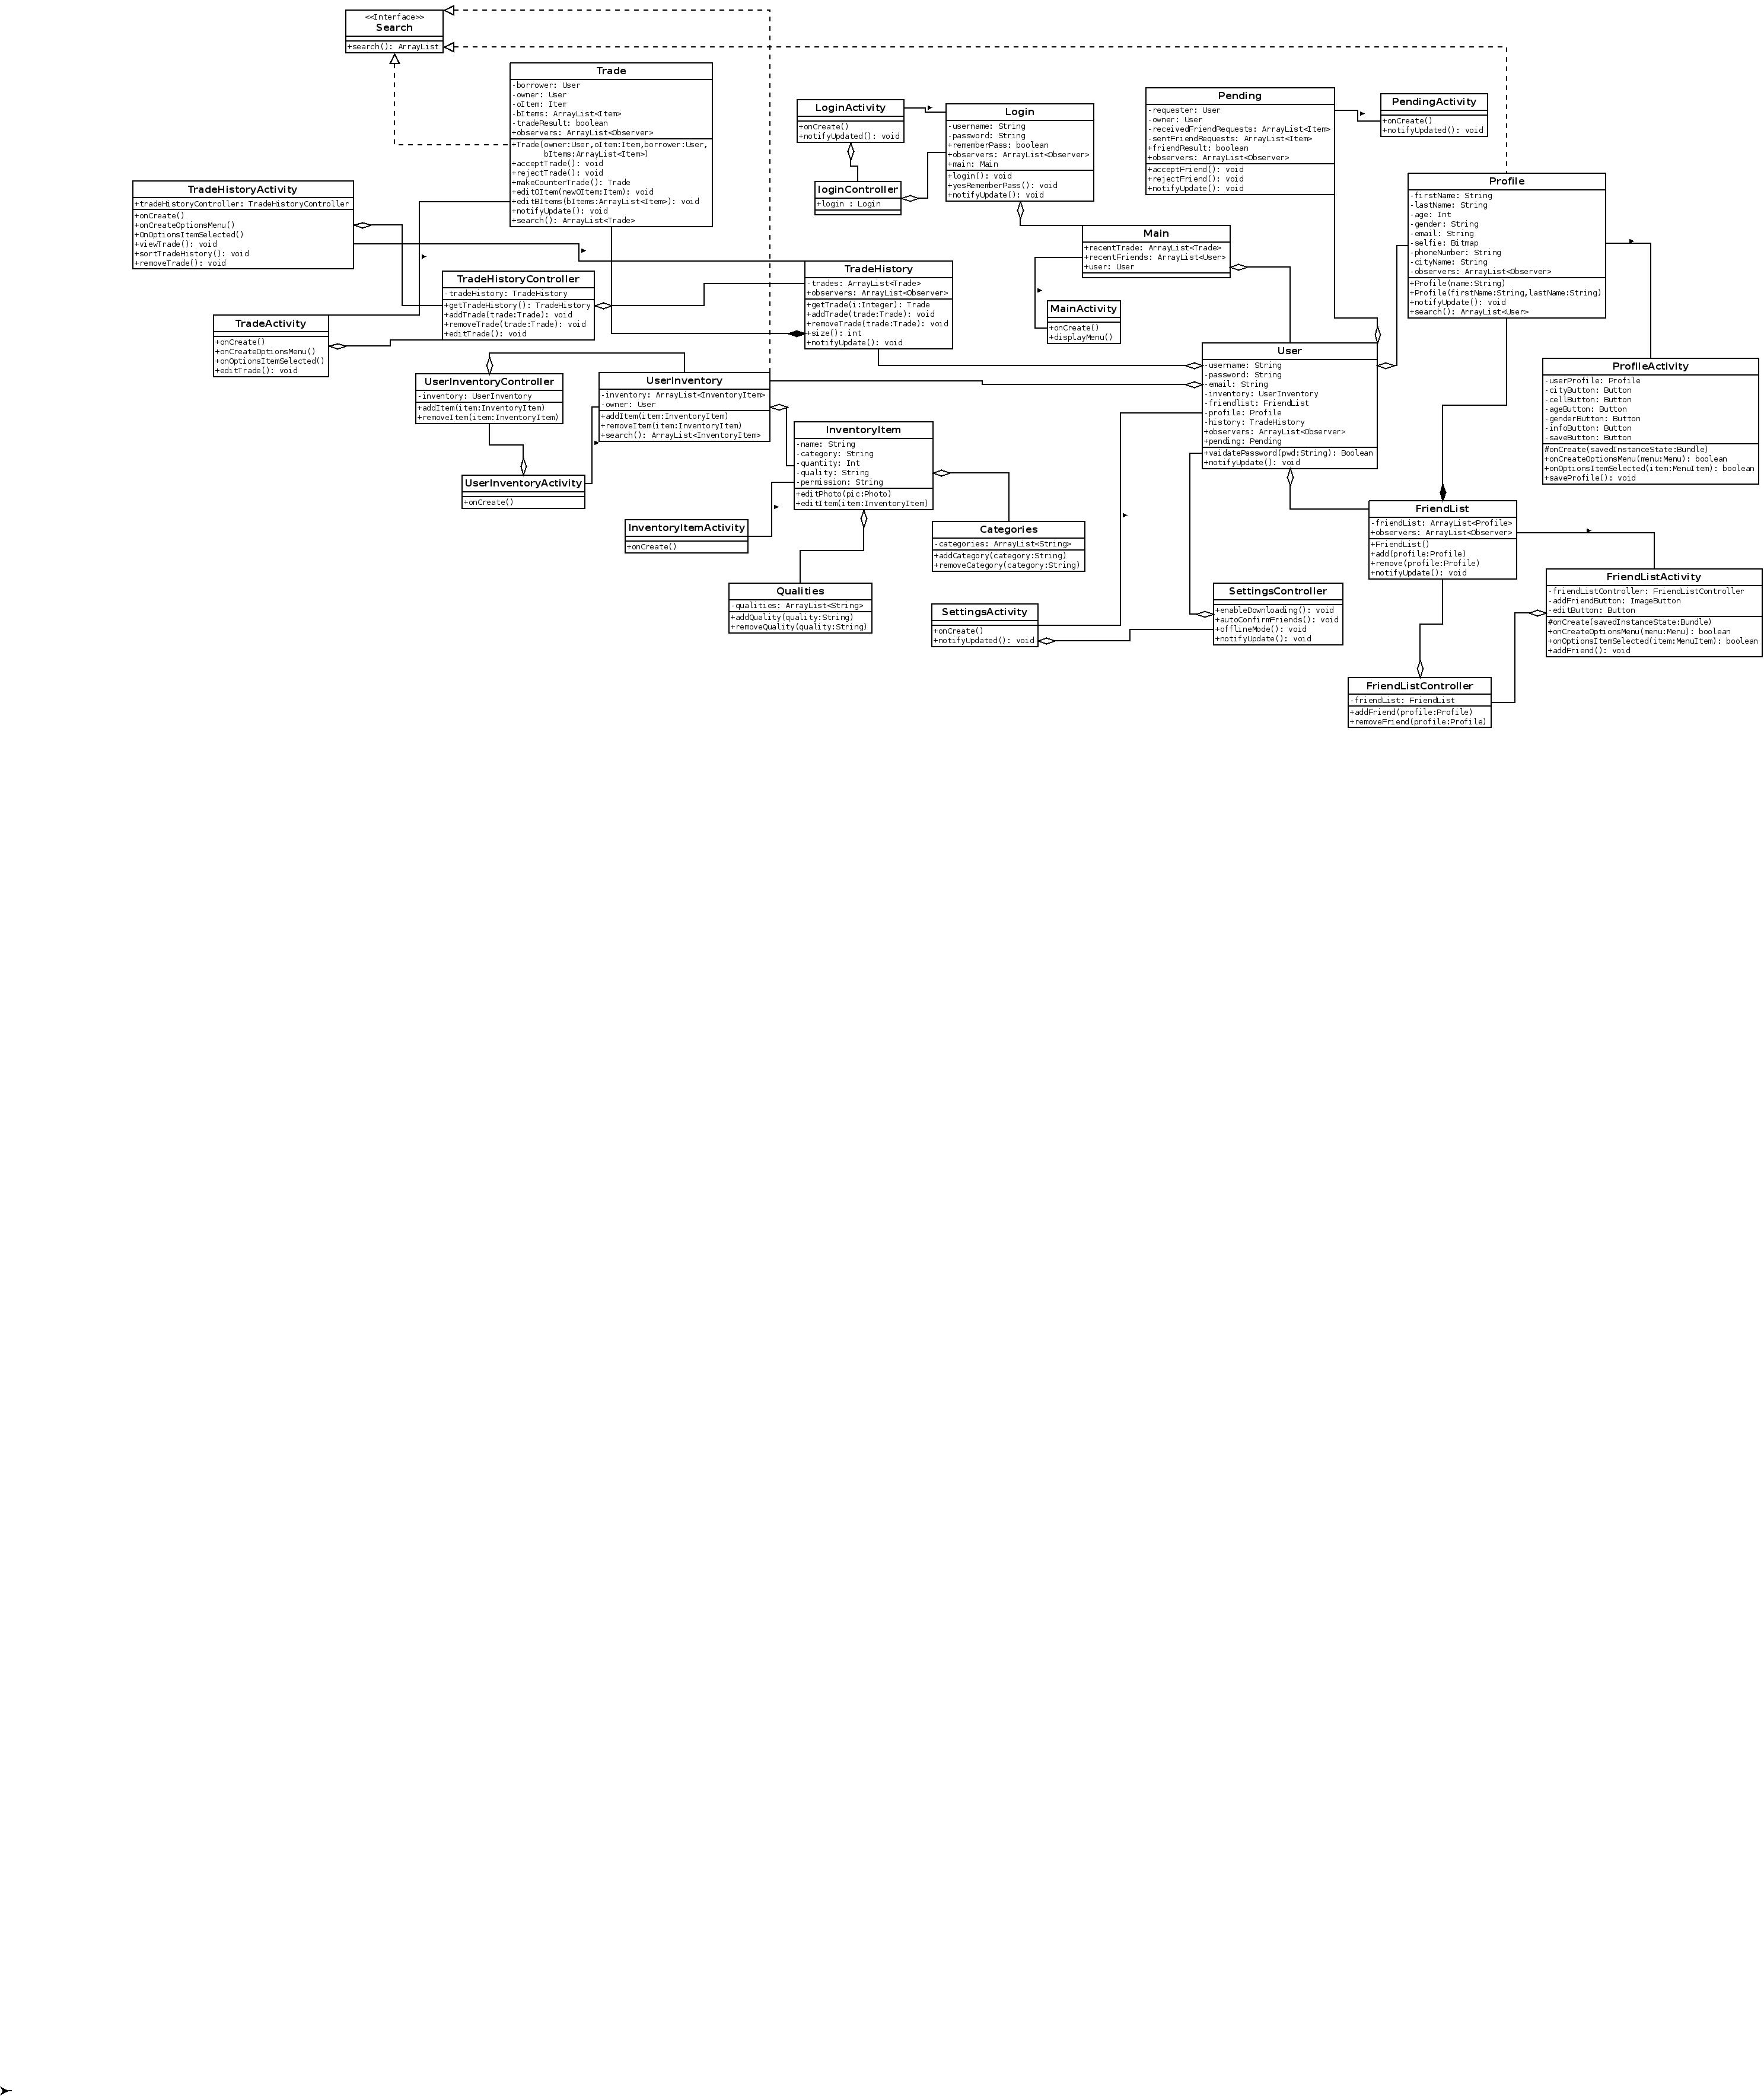 <<Interface>>
Search
+search(): ArrayList
Trade
-borrower: User
-owner: User
-oItem: Item
-bItems: ArrayList<Item>
-tradeResult: boolean
+observers: ArrayList<Observer>
+Trade(owner:User,oItem:Item,borrower:User,
bItems:ArrayList<Item>)
+acceptTrade(): void
+rejectTrade(): void
+makeCounterTrade(): Trade
+editOItem(newOItem:Item): void
+editBItems(bItems:ArrayList<Item>): void
+notifyUpdate(): void
+search(): ArrayList<Trade>
LoginActivity
+onCreate()
+notifyUpdated(): void
Login
-username: String
-password: String
+rememberPass: boolean
+observers: ArrayList<Observer>
+main: Main
+login(): void
+yesRememberPass(): void
+notifyUpdate(): void
loginController
+login : Login
Pending
-requester: User
-owner: User
-receivedFriendRequests: ArrayList<Item>
-sentFriendRequests: ArrayList<Item>
+friendResult: boolean
+observers: ArrayList<Observer>
+acceptFriend(): void
+rejectFriend(): void
+notifyUpdate(): void
PendingActivity
+onCreate()
+notifyUpdated(): void
Profile
-firstName: String
-lastName: String
-age: Int
-gender: String
-email: String
-selfie: Bitmap
-phoneNumber: String
-cityName: String
-observers: ArrayList<Observer>
+Profile(name:String)
+Profile(firstName:String,lastName:String)
+notifyUpdate(): void
+search(): ArrayList<User>
TradeHistoryActivity
+tradeHistoryController: TradeHistoryController
+onCreate()
+onCreateOptionsMenu()
+OnOptionsItemSelected()
+viewTrade(): void
+sortTradeHistory(): void
+removeTrade(): void
Main
+recentTrade: ArrayList<Trade>
+recentFriends: ArrayList<User>
+user: User
TradeHistoryController
-tradeHistory: TradeHistory
+getTradeHistory(): TradeHistory
+addTrade(trade:Trade): void
+removeTrade(trade:Trade): void
+editTrade(): void
TradeHistory
-trades: ArrayList<Trade>
+observers: ArrayList<Observer>
+getTrade(i:Integer): Trade
+addTrade(trade:Trade): void
+removeTrade(trade:Trade): void
+size(): int
+notifyUpdate(): void
MainActivity
+onCreate()
+displayMenu()
TradeActivity
+onCreate()
+onCreateOptionsMenu()
+onOptionsItemSelected()
+editTrade(): void
User
-username: String
-password: String
-email: String
-inventory: UserInventory
-friendlist: FriendList
-profile: Profile
-history: TradeHistory
+observers: ArrayList<Observer>
+pending: Pending
+vaidatePassword(pwd:String): Boolean
+notifyUpdate(): void
ProfileActivity
-userProfile: Profile
-cityButton: Button
-cellButton: Button
-ageButton: Button
-genderButton: Button
-infoButton: Button
-saveButton: Button
#onCreate(savedInstanceState:Bundle)
+onCreateOptionsMenu(menu:Menu): boolean
+onOptionsItemSelected(item:MenuItem): boolean
+saveProfile(): void
UserInventoryController
-inventory: UserInventory
+addItem(item:InventoryItem)
+removeItem(item:InventoryItem)
UserInventory
-inventory: ArrayList<InventoryItem>
-owner: User
+addItem(item:InventoryItem)
+removeItem(item:InventoryItem)
+search(): ArrayList<InventoryItem>
InventoryItem
-name: String
-category: String
-quantity: Int
-quality: String
-permission: String
+editPhoto(pic:Photo)
+editItem(item:InventoryItem)
UserInventoryActivity
+onCreate()
InventoryItemActivity
+onCreate()
Categories
-categories: ArrayList<String>
+addCategory(category:String)
+removeCategory(category:String)
FriendList
-friendList: ArrayList<Profile>
+observers: ArrayList<Observer>
+FriendList()
+add(profile:Profile)
+remove(profile:Profile)
+notifyUpdate(): void
Qualities
-qualities: ArrayList<String>
+addQuality(quality:String)
+removeQuality(quality:String)
SettingsActivity
+onCreate()
+notifyUpdated(): void
SettingsController
+enableDownloading(): void
+autoConfirmFriends(): void
+offlineMode(): void
+notifyUpdate(): void
FriendListActivity
-friendListController: FriendListController
-addFriendButton: ImageButton
-editButton: Button
#onCreate(savedInstanceState:Bundle)
+onCreateOptionsMenu(menu:Menu): boolean
+onOptionsItemSelected(item:MenuItem): boolean
+addFriend(): void
FriendListController
-friendList: FriendList
+addFriend(profile:Profile)
+removeFriend(profile:Profile)